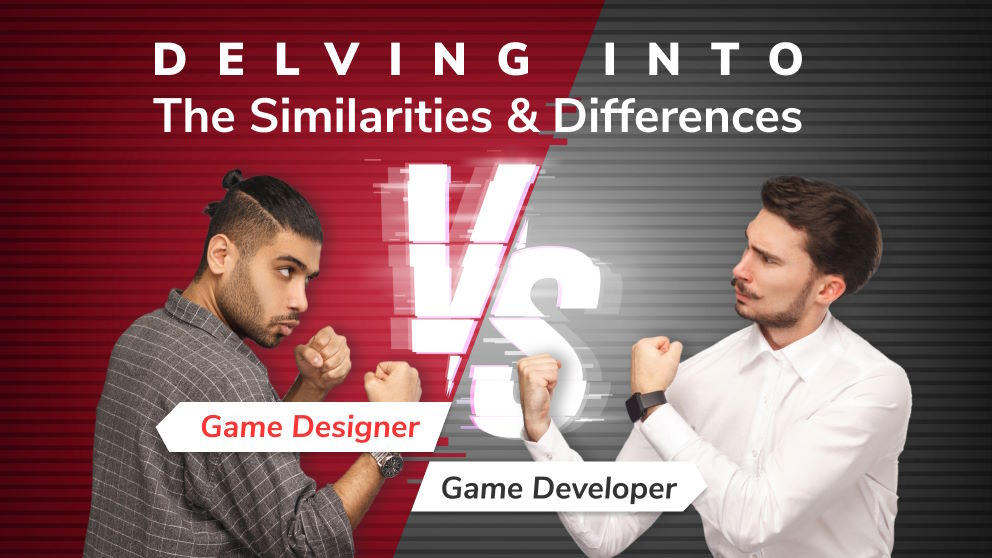 DELVING INTO
The Similarities & Differences
VS
Game Designer
Game Developer